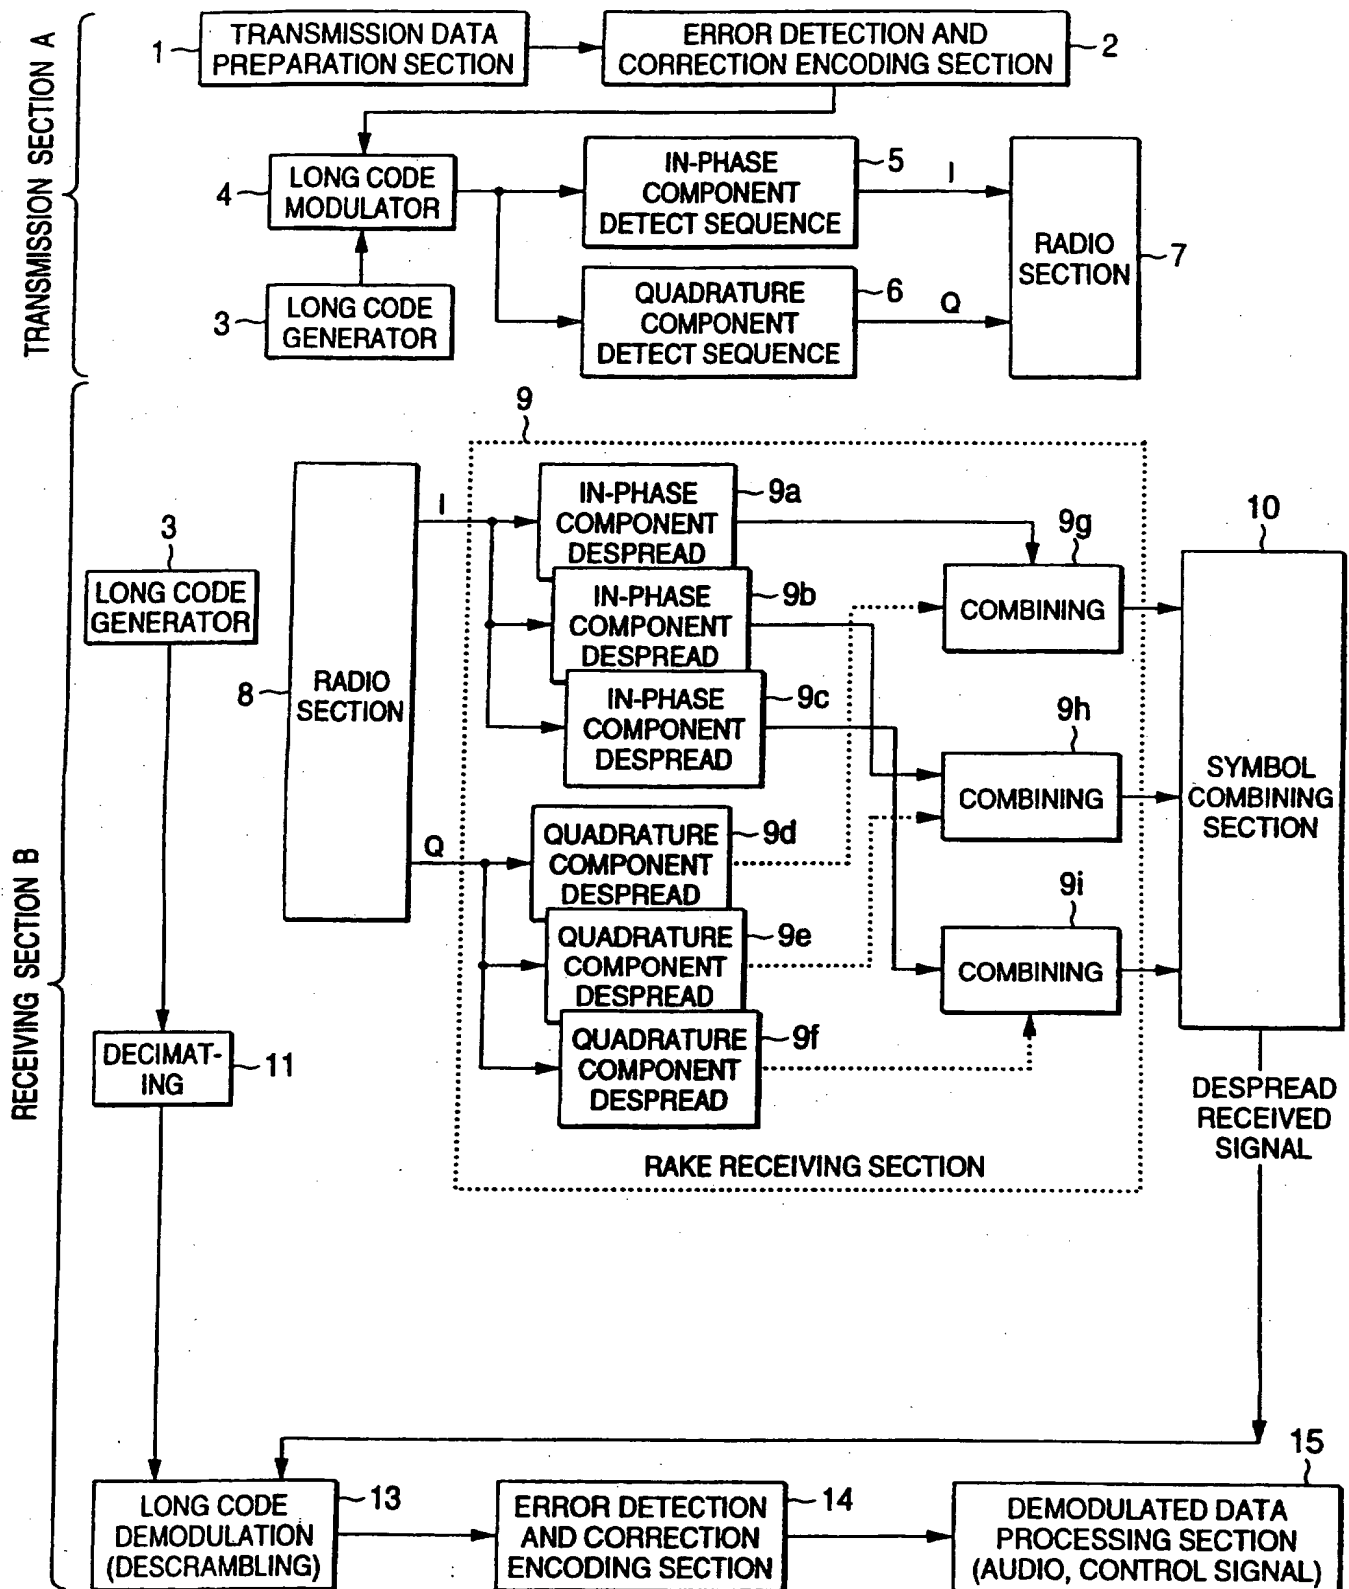 TRANSMISSION SECTION A
1
TRANSMISSION DATA
PREPARATION SECTION
ERROR DETECTION AND
CORRECTION ENCODING SECTION
2
4
LONG CODE
MODULATOR
3
LONG CODE
GENERATOR
IN-PHASE
COMPONENT
DETECT SEQUENCE
5
I
QUADRATURE
COMPONENT
DETECT SEQUENCE
6
Q
RADIO
SECTION
7
RECEIVING SECTION B
3
LONG CODE
GENERATOR
8
RADIO
SECTION
I
Q
9
IN-PHASE
COMPONENT
DESPREAD
9a
IN-PHASE
COMPONENT
DESPREAD
9b
IN-PHASE
COMPONENT
DESPREAD
9c
QUADRATURE
COMPONENT
DESPREAD
9d
QUADRATURE
COMPONENT
DESPREAD
9e
QUADRATURE
COMPONENT
DESPREAD
9f
9g
COMBINING
9h
COMBINING
9i
COMBINING
RAKE RECEIVING SECTION
10
SYMBOL
COMBINING
SECTION
DESPREAD
RECEIVED
SIGNAL
DECIMAT-
ING
11
LONG CODE
DEMODULATION
(DESCRAMBLING)
13
ERROR DETECTION
AND CORRECTION
ENCODING SECTION
14
15
DEMODULATED DATA
PROCESSING SECTION
(AUDIO, CONTROL SIGNAL)